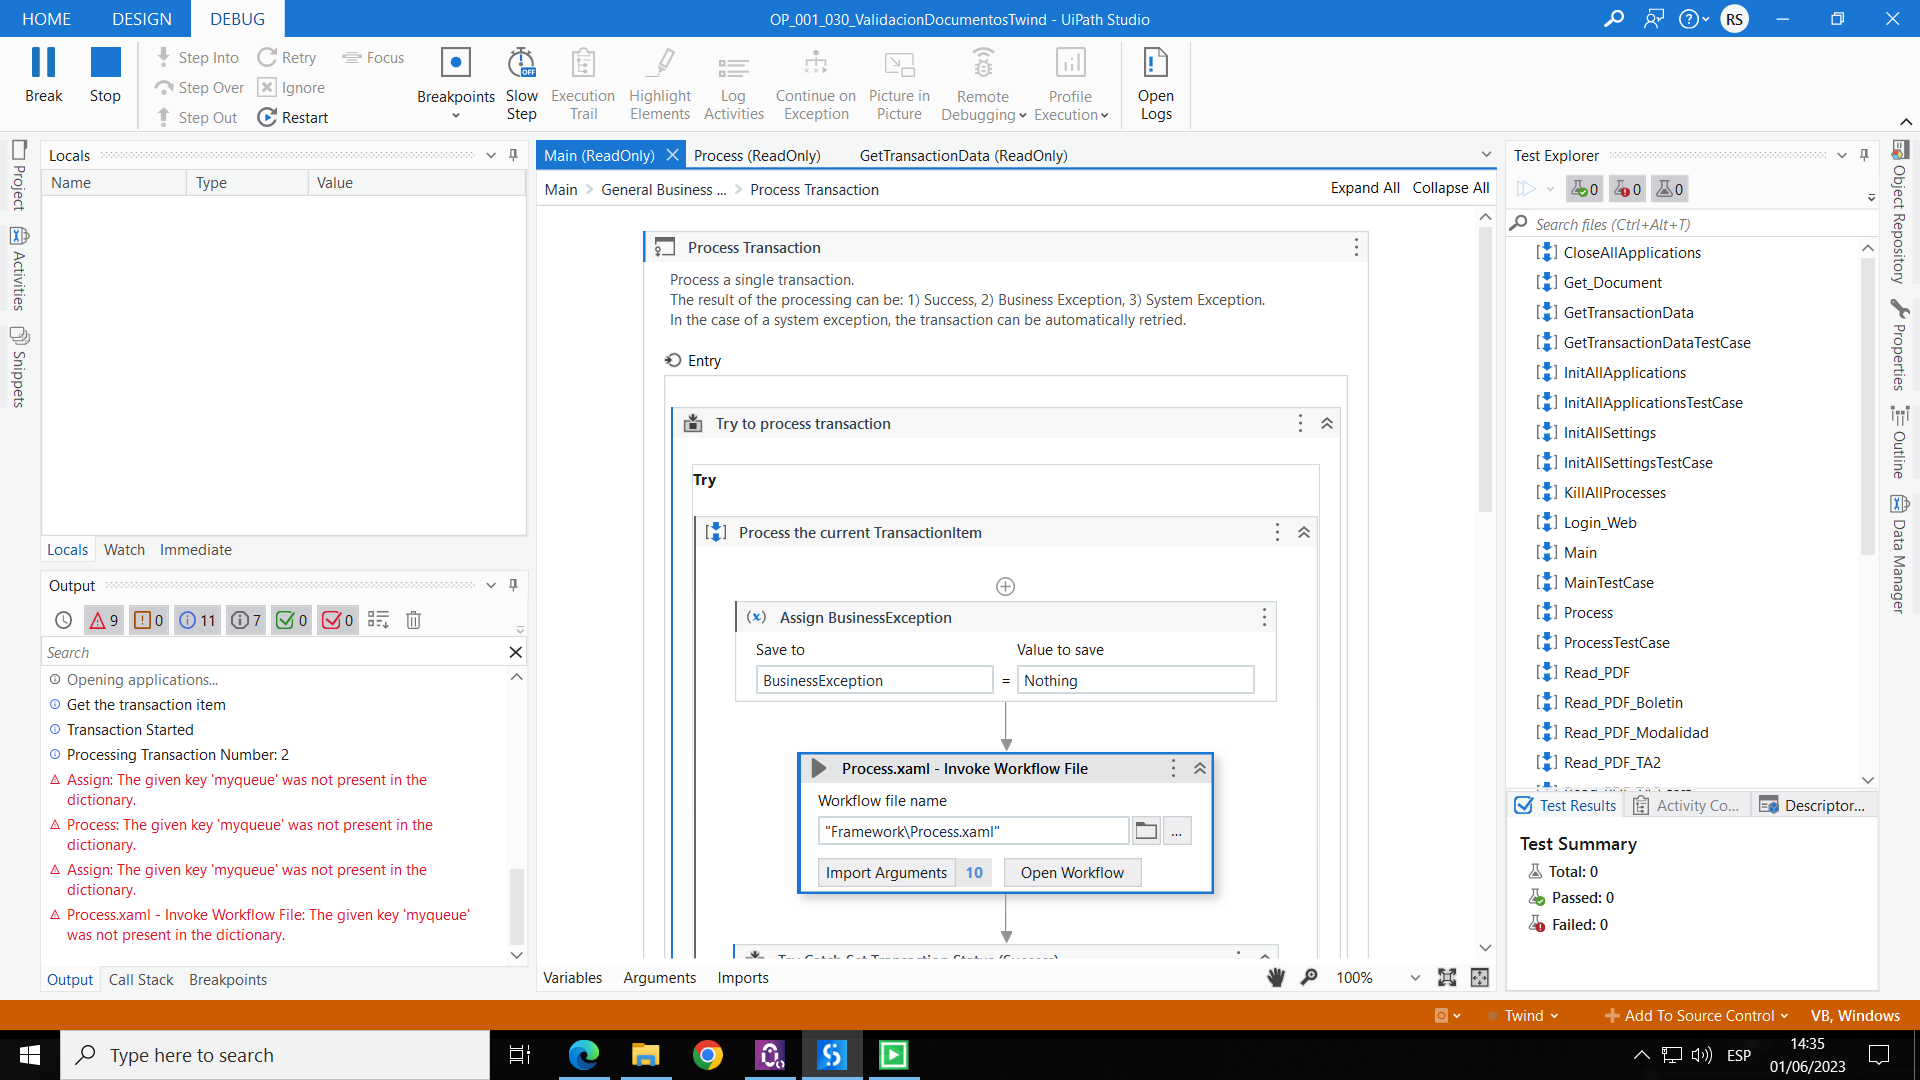 HOME DESIGN DEBUG OP_001_030_ValidacionDocumentosTwind - UiPath Studio RS
Break
Stop
Step Into
Step Over
Step Out
Retry
Ignore
Restart
Focus
Breakpoints
Slow
Step
Execution
Trail
Highlight
Elements
Log
Activities
Continue on
Exception
Picture in
Picture
Remote
Debugging
Profile
Execution
Open
Logs
Project
Activities
Snippets
Locals
Name Type Value
Locals Watch Immediate
Output
9 0 11 7 0 0
Search
Opening applications...
Get the transaction item
Transaction Started
Processing Transaction Number: 2
Assign: The given key 'myqueue' was not present in the
dictionary.
Process: The given key 'myqueue' was not present in the
dictionary.
Assign: The given key 'myqueue' was not present in the
dictionary.
Process.xaml - Invoke Workflow File: The given key 'myqueue'
was not present in the dictionary.
Output Call Stack Breakpoints
Main (ReadOnly) Process (ReadOnly) GetTransactionData (ReadOnly)
Main > General Business ... > Process Transaction Expand All Collapse All
Process Transaction
Process a single transaction.
The result of the processing can be: 1) Success, 2) Business Exception, 3) System Exception.
In the case of a system exception, the transaction can be automatically retried.
Entry
Try to process transaction
Try
Process the current TransactionItem
(x) Assign BusinessException
Save to Value to save
BusinessException = Nothing
Process.xaml - Invoke Workflow File
Workflow file name
"Framework\Process.xaml" ...
Import Arguments 10 Open Workflow
Try Catch Set Transaction Status (Success)
Variables Arguments Imports 100%
Test Explorer
0 0 0
Search files (Ctrl+Alt+T)
CloseAllApplications
Get_Document
GetTransactionData
GetTransactionDataTestCase
InitAllApplications
InitAllApplicationsTestCase
InitAllSettings
InitAllSettingsTestCase
KillAllProcesses
Login_Web
Main
MainTestCase
Process
ProcessTestCase
Read_PDF
Read_PDF_Boletin
Read_PDF_Modalidad
Read_PDF_TA2
Test Results Activity Co... Descriptor...
Test Summary
Total: 0
Passed: 0
Failed: 0
Object Repository
Properties
Outline
Data Manager
Twind Add To Source Control VB, Windows
Type here to search ESP 14:35
01/06/2023